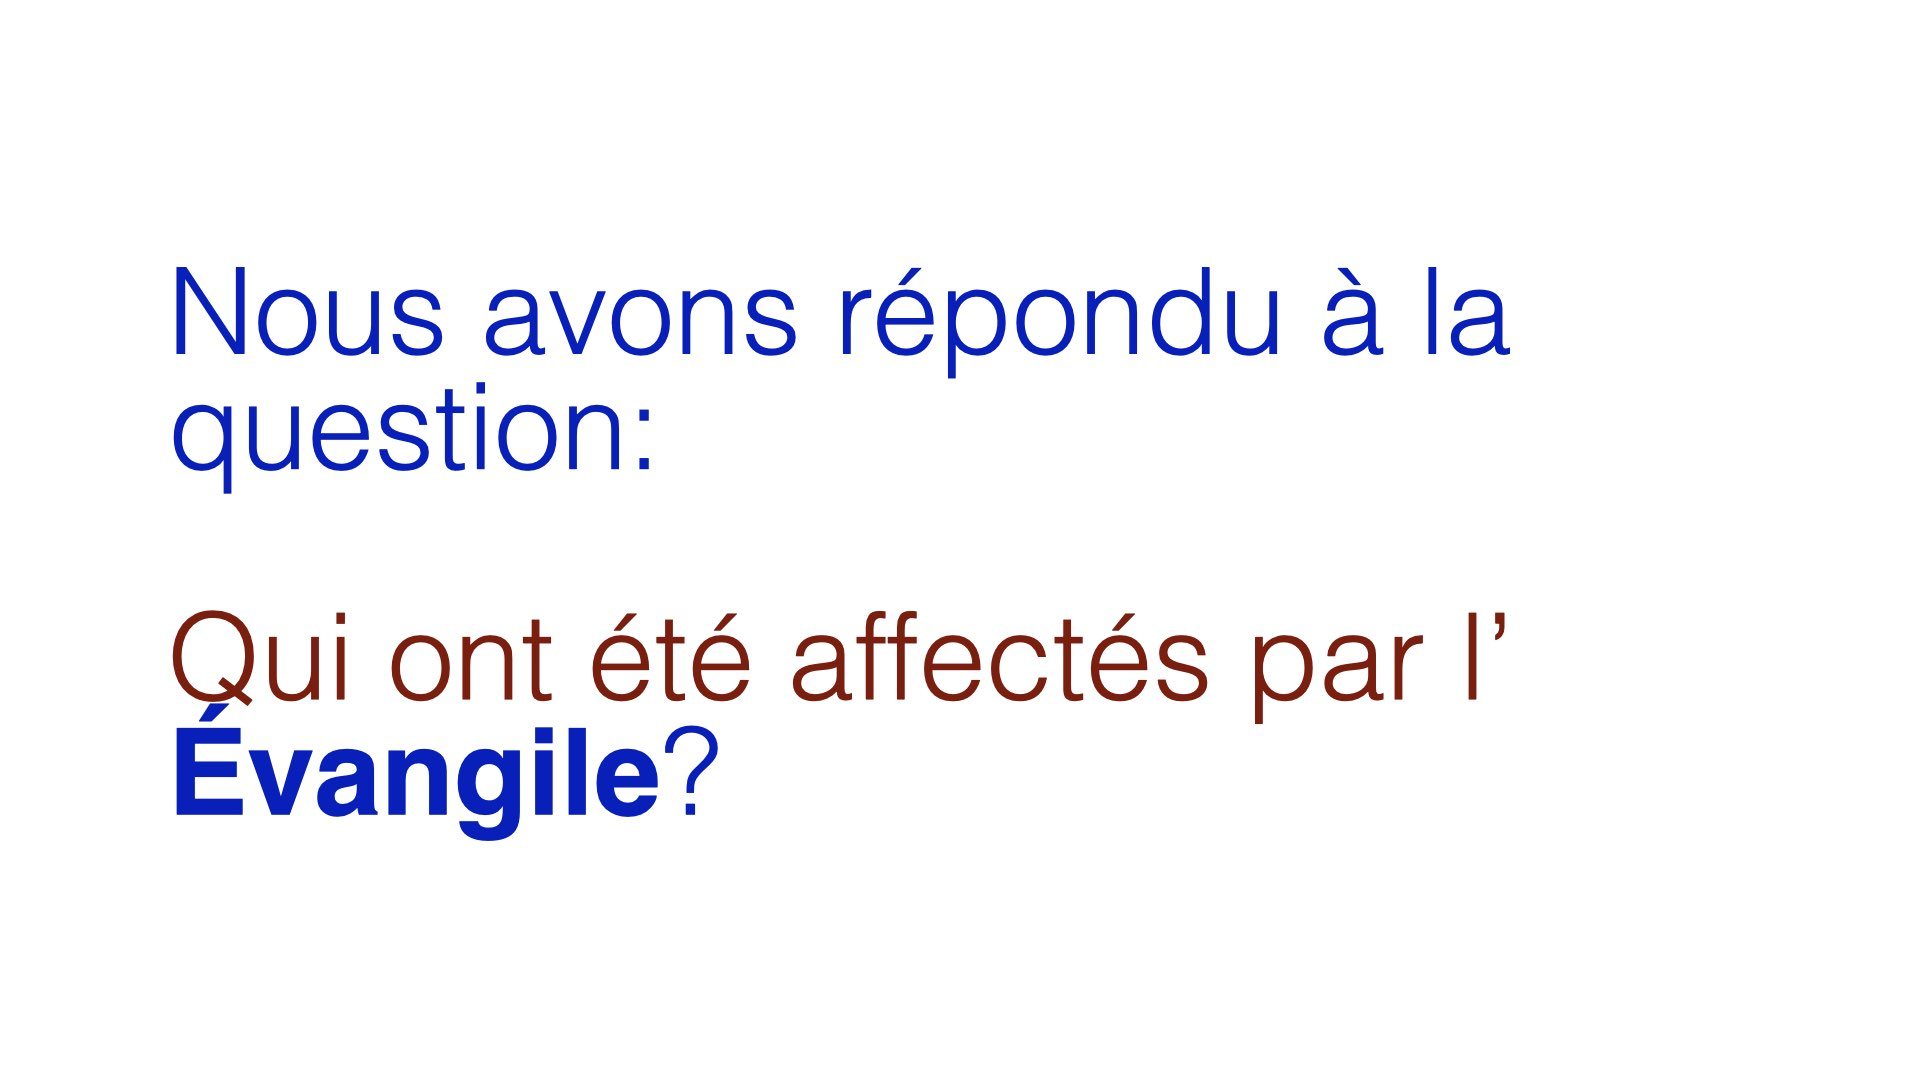 Nous avons répondu à la
question:
Qui ont été affectés par l’
Évangile?